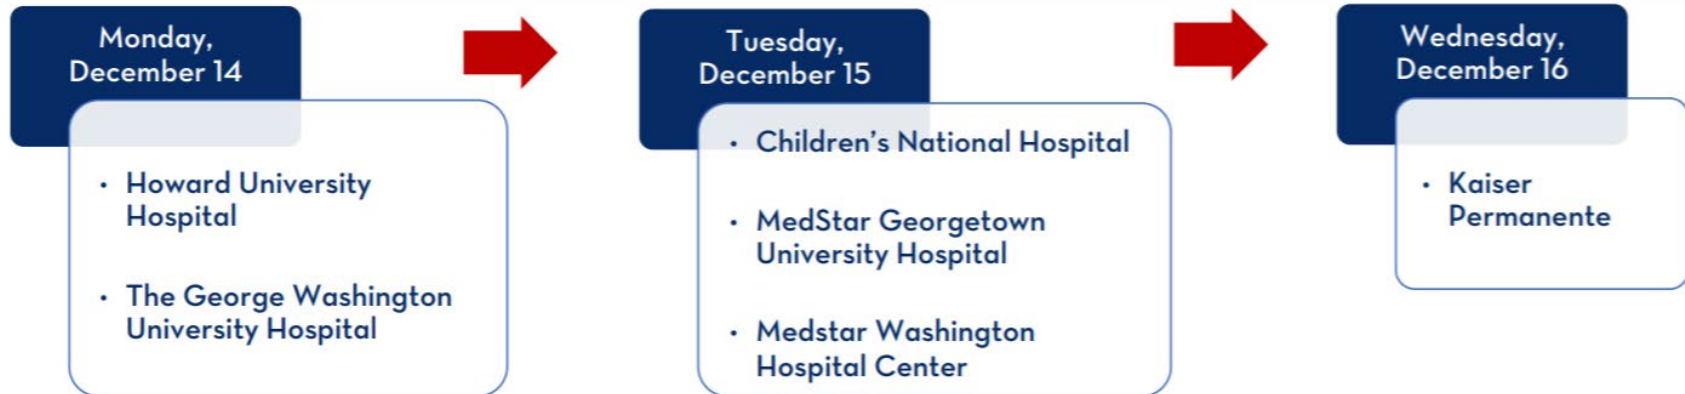 Monday,
December 14
• Howard University
Hospital
• The George Washington
University Hospital
Tuesday,
December 15
• Children's National Hospital
• MedStar Georgetown
University Hospital
• Medstar Washington
Hospital Center
Wednesday,
December 16
• Kaiser
Permanente